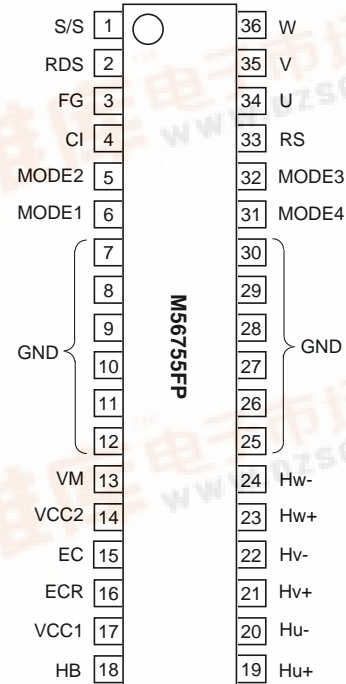 S/S 1 36 W
RDS 2 35 V
FG 3 34 U
CI 4 33 RS
MODE2 5 32 MODE3
MODE1 6 31 MODE4
7 30
8 29
9 28
GND 10 27 GND
11 26
12 25
M56755FP
VM 13 24 Hw-
VCC2 14 23 Hw+
EC 15 22 Hv-
ECR 16 21 Hv+
VCC1 17 20 Hu-
HB 18 19 Hu+